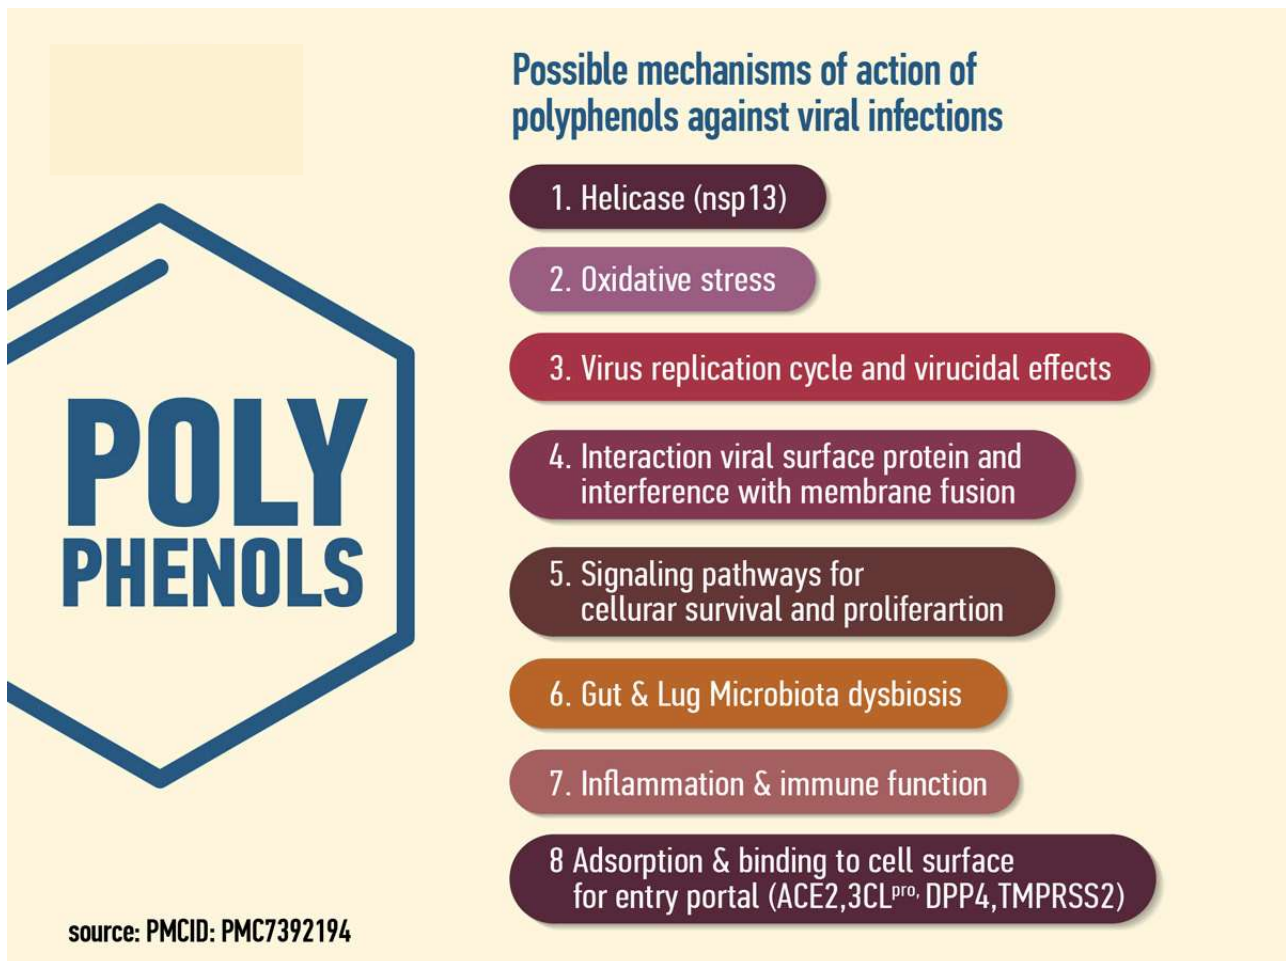 Possible mechanisms of action of
polyphenols against viral infections
1. Helicase (nsp13)
2. Oxidative stress
3. Virus replication cycle and virucidal effects
4. Interaction viral surface protein and
interference with membrane fusion
5. Signaling pathways for
cellurar survival and proliferartion
6. Gut & Lug Microbiota dysbiosis
7. Inflammation & immune function
8 Adsorption & binding to cell surface
for entry portal (ACE2,3CLpro, DPP4,TMPRSS2)
POLY
PHENOLS
source: PMCID: PMC7392194